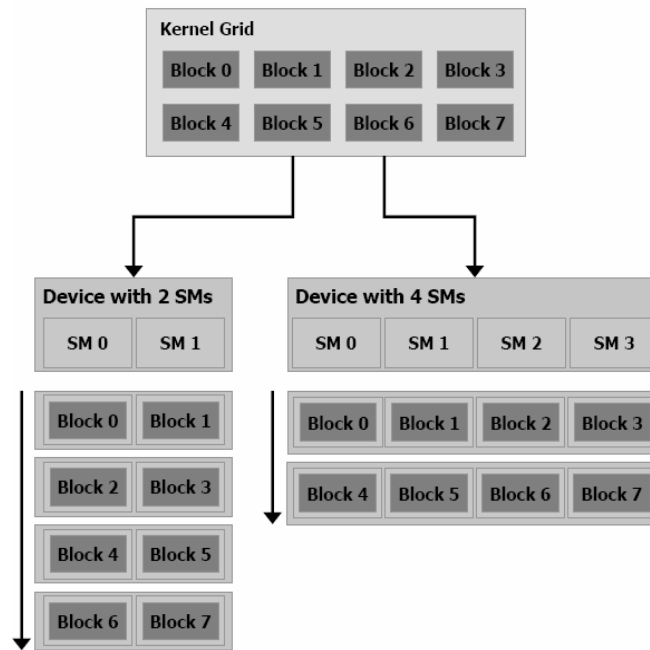 Kernel Grid
Block 0 Block 1 Block 2 Block 3
Block 4 Block 5 Block 6 Block 7
Device with 2 SMs
SM 0 SM 1
Block 0 Block 1
Block 2 Block 3
Block 4 Block 5
Block 6 Block 7
Device with 4 SMs
SM 0 SM 1 SM 2 SM 3
Block 0 Block 1 Block 2 Block 3
Block 4 Block 5 Block 6 Block 7